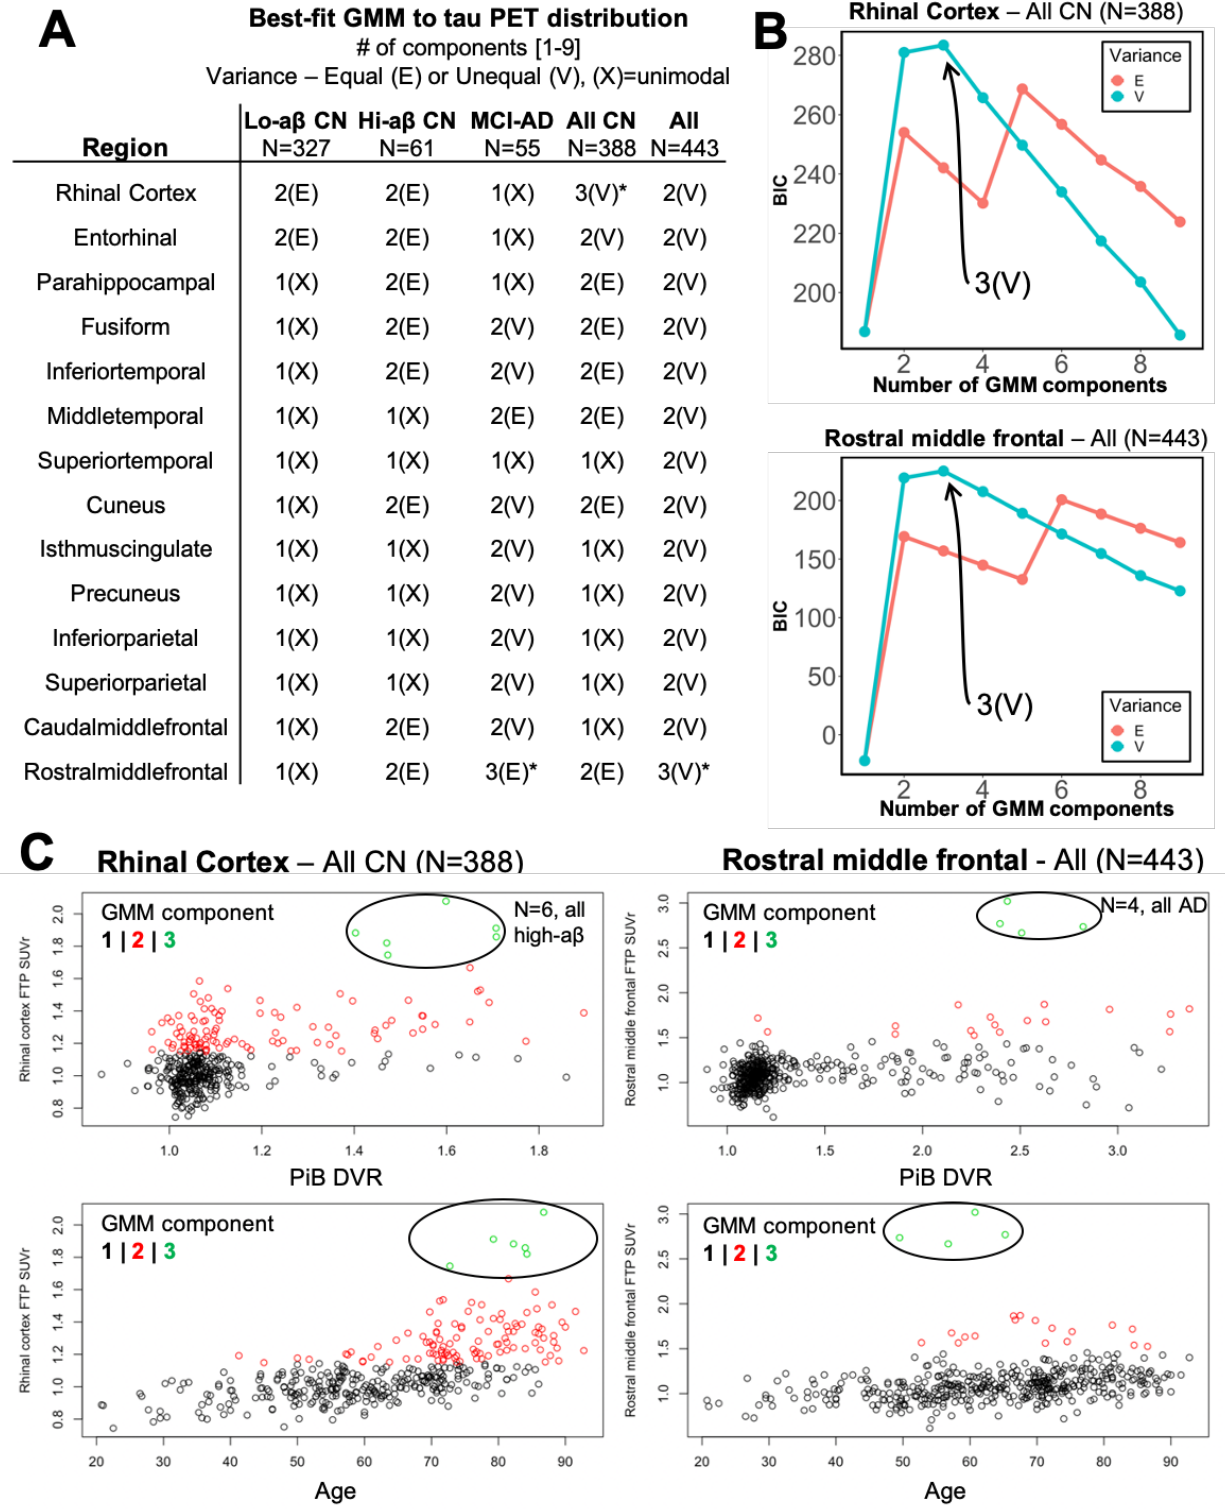 A
Best-fit GMM to tau PET distribution
# of components [1-9]
Variance – Equal (E) or Unequal (V), (X)=unimodal
Lo-aβ CN Hi-aβ CN MCI-AD All CN All
Region N=327 N=61 N=55 N=388 N=443
Rhinal Cortex 2(E) 2(E) 1(X) 3(V)* 2(V)
Entorhinal 2(E) 2(E) 1(X) 2(V) 2(V)
Parahippocampal 1(X) 2(E) 1(X) 2(E) 2(V)
Fusiform 1(X) 2(E) 2(V) 2(E) 2(V)
Inferiortemporal 1(X) 2(E) 2(V) 2(E) 2(V)
Middletemporal 1(X) 1(X) 2(E) 2(E) 2(V)
Superiortemporal 1(X) 1(X) 1(X) 1(X) 2(V)
Cuneus 1(X) 2(E) 2(V) 2(E) 2(V)
Isthmuscingulate 1(X) 1(X) 2(V) 1(X) 2(V)
Precuneus 1(X) 1(X) 2(V) 1(X) 2(V)
Inferiorparietal 1(X) 1(X) 2(V) 1(X) 2(V)
Superiorparietal 1(X) 1(X) 2(V) 1(X) 2(V)
Caudalmiddlefrontal 1(X) 2(E) 2(V) 1(X) 2(V)
Rostralmiddlefrontal 1(X) 2(E) 3(E)* 2(E) 3(V)*
B
Rhinal Cortex – All CN (N=388)
280
260
240
220
200
BIC
Variance
E
V
3(V)
2 4 6 8
Number of GMM components
Rostral middle frontal – All (N=443)
200
150
100
50
0
BIC
3(V)
Variance
E
V
2 4 6 8
Number of GMM components
C
Rhinal Cortex – All CN (N=388)
GMM component
1 | 2 | 3
N=6, all
high-aβ
Rhinal cortex FTP SUVr
2.0
1.8
1.6
1.4
1.2
1.0
0.8
1.0 1.2 1.4 1.6 1.8
PiB DVR
Rostral middle frontal - All (N=443)
GMM component
1 | 2 | 3
N=4, all AD
Rostral middle frontal FTP SUVr
3.0
2.5
2.0
1.5
1.0
1.0 1.5 2.0 2.5 3.0
PiB DVR
GMM component
1 | 2 | 3
Rhinal cortex FTP SUVr
2.0
1.8
1.6
1.4
1.2
1.0
0.8
20 30 40 50 60 70 80 90
Age
GMM component
1 | 2 | 3
Rostral middle frontal FTP SUVr
3.0
2.5
2.0
1.5
1.0
20 30 40 50 60 70 80 90
Age